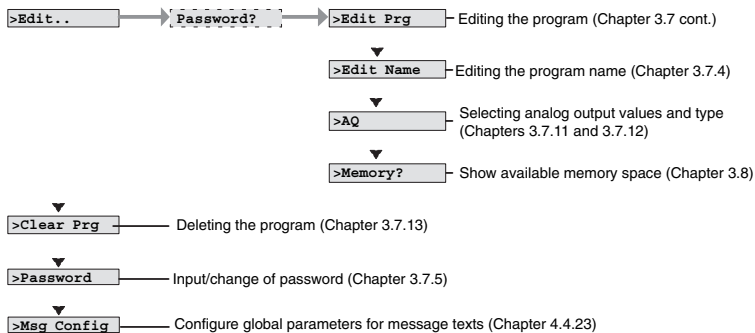 >Edit..
Password?
>Edit Prg
Editing the program (Chapter 3.7 cont.)
>Edit Name
Editing the program name (Chapter 3.7.4)
>AQ
Selecting analog output values and type
(Chapters 3.7.11 and 3.7.12)
>Memory?
Show available memory space (Chapter 3.8)
>Clear Prg
Deleting the program (Chapter 3.7.13)
>Password
Input/change of password (Chapter 3.7.5)
>Msg Config
Configure global parameters for message texts (Chapter 4.4.23)